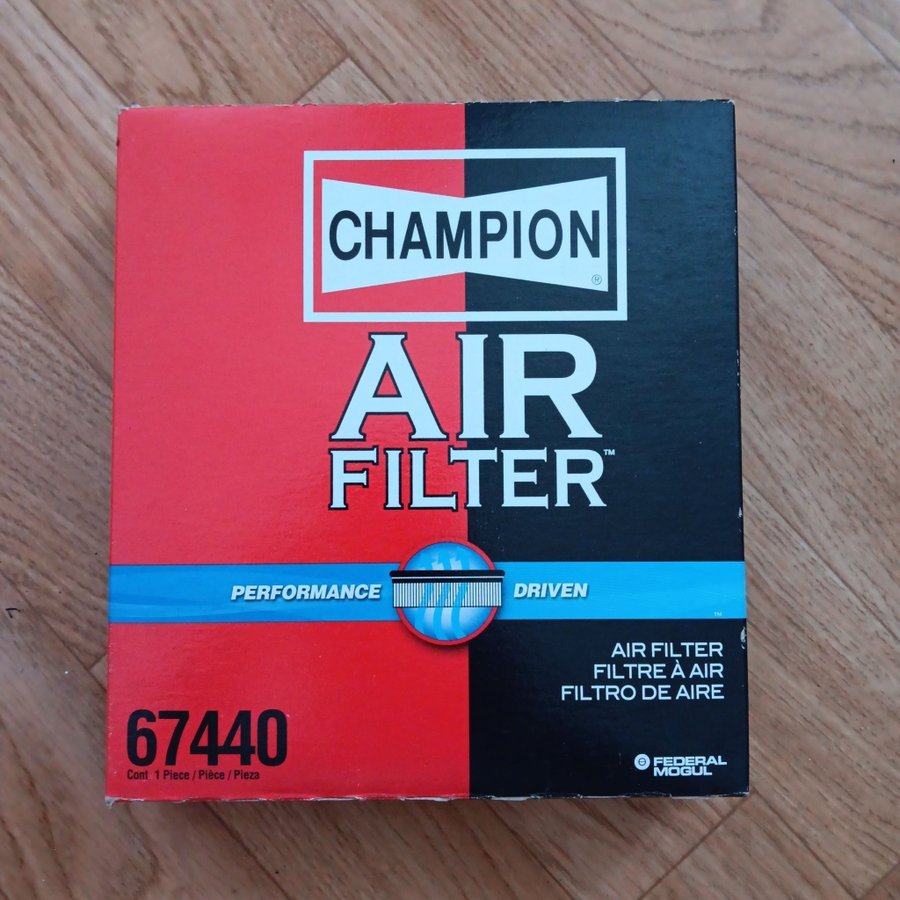 CHAMPION®
AIR
FILTER™
PERFORMANCE DRIVEN
™
AIR FILTER
FILTRE À AIR
FILTRO DE AIRE
67440
Cont 1 Piece / Pièce / Pieza
FEDERAL
MOGUL